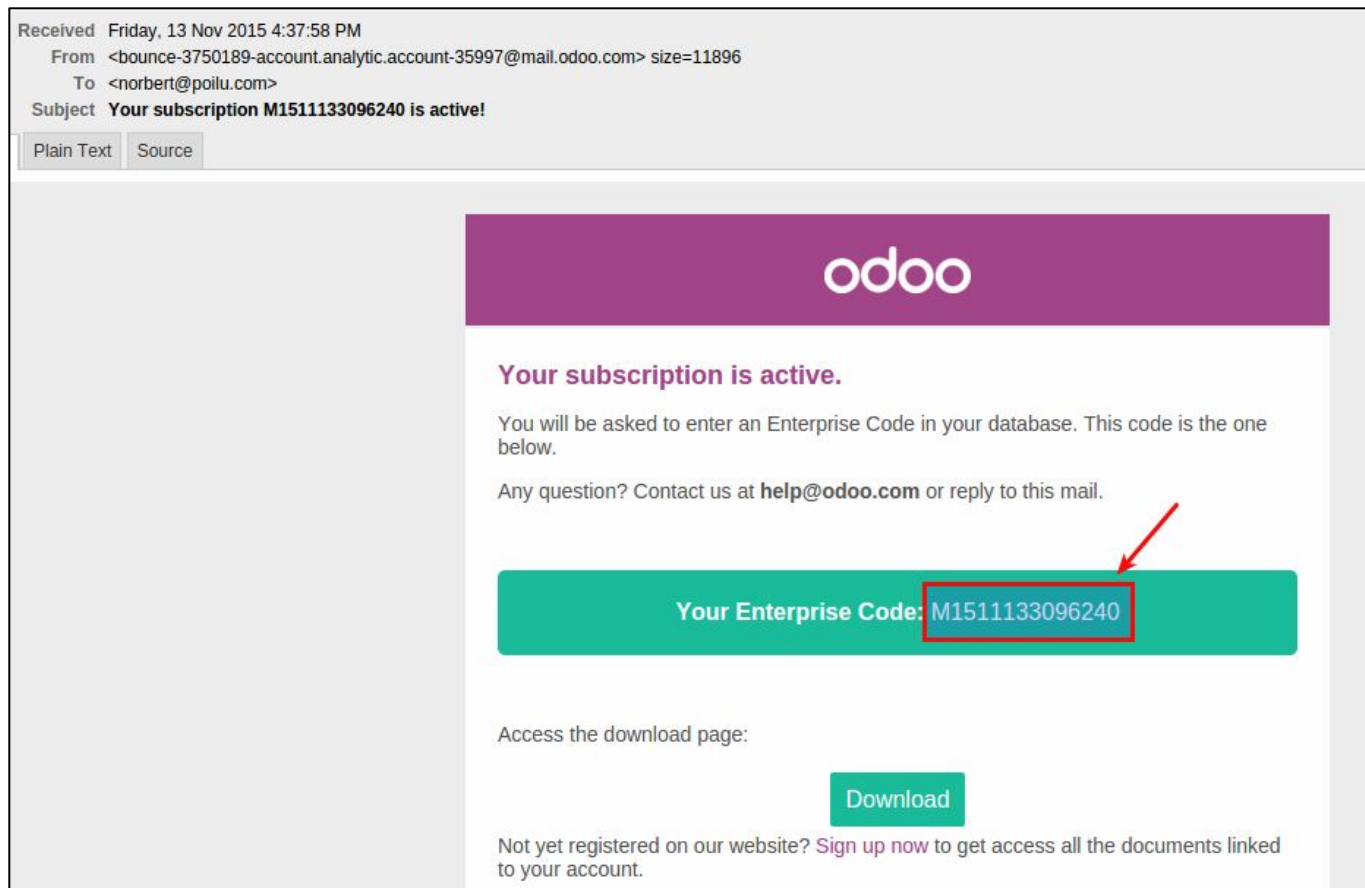 Received Friday, 13 Nov 2015 4:37:58 PM
From <bounce-3750189-account.analytic.account-35997@mail.odoo.com> size=11896
To <norbert@poilu.com>
Subject Your subscription M1511133096240 is active!
Plain Text Source
odoo
Your subscription is active.
You will be asked to enter an Enterprise Code in your database. This code is the one
below.
Any question? Contact us at help@odoo.com or reply to this mail.
Your Enterprise Code: M1511133096240
Access the download page:
Download
Not yet registered on our website? Sign up now to get access all the documents linked
to your account.